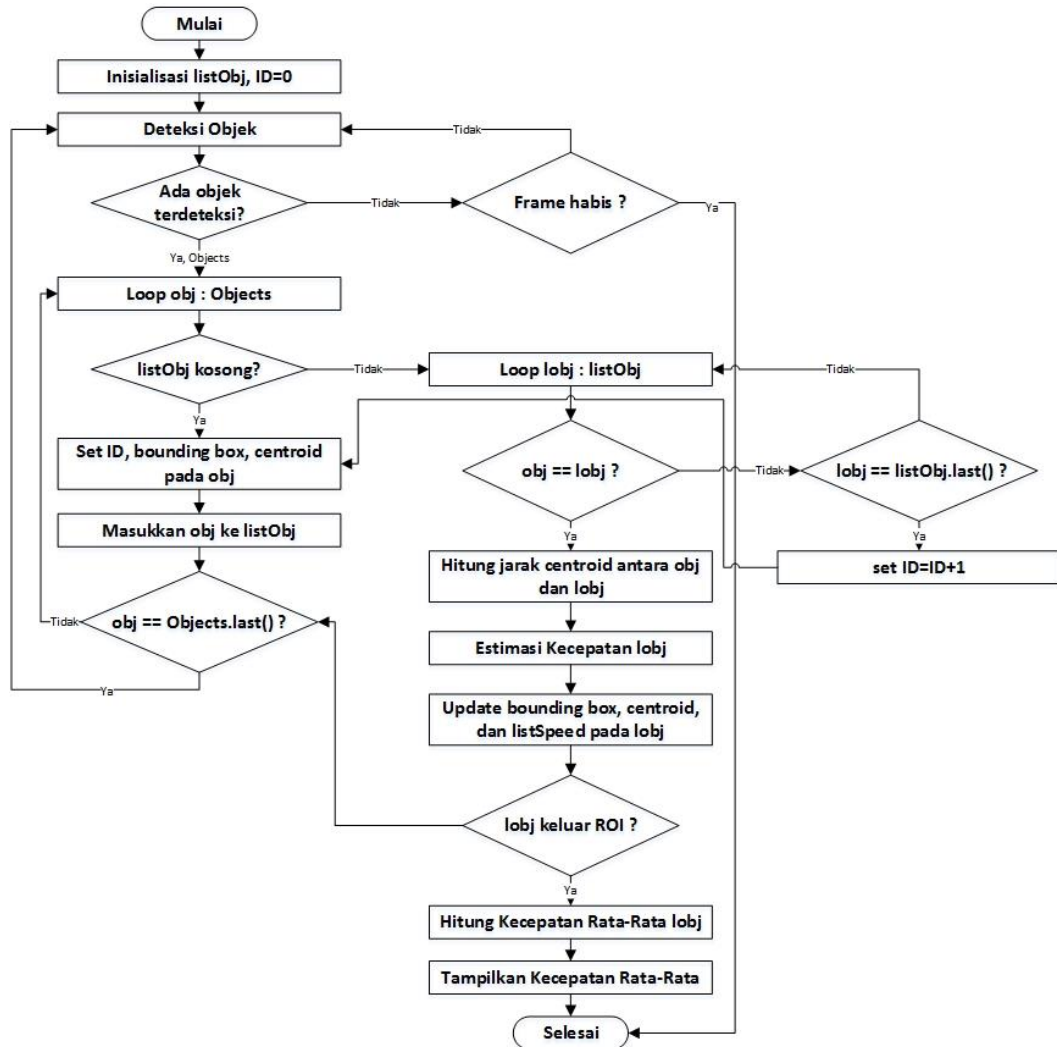 Mulai
Inisialisasi listObj, ID=0
Deteksi Objek
Tidak
Ada objek
terdeteksi?
Tidak
Frame habis ?
Ya
Ya, Objects
Loop obj : Objects
listObj kosong?
Tidak
Loop lobj : listObj
Tidak
Ya
Set ID, bounding box, centroid
pada obj
obj == lobj ?
Tidak
lobj == listObj.last() ?
Masukkan obj ke listObj
Ya
Ya
Hitung jarak centroid antara obj
dan lobj
set ID=ID+1
Tidak
obj == Objects.last() ?
Estimasi Kecepatan lobj
Ya
Update bounding box, centroid,
dan listSpeed pada lobj
lobj keluar ROI ?
Ya
Hitung Kecepatan Rata-Rata lobj
Tampilkan Kecepatan Rata-Rata
Selesai